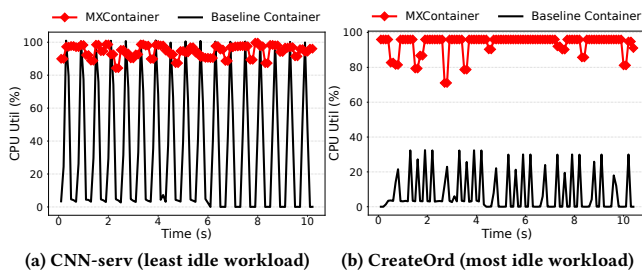 MXContainer Baseline Container MXContainer Baseline Container
CPU Util (%)
100
80
60
40
20
0
0 2 4 6 8 10
Time (s)
CPU Util (%)
100
80
60
40
20
0
0 2 4 6 8 10
Time (s)
(a) CNN-serv (least idle workload) (b) CreateOrd (most idle workload)